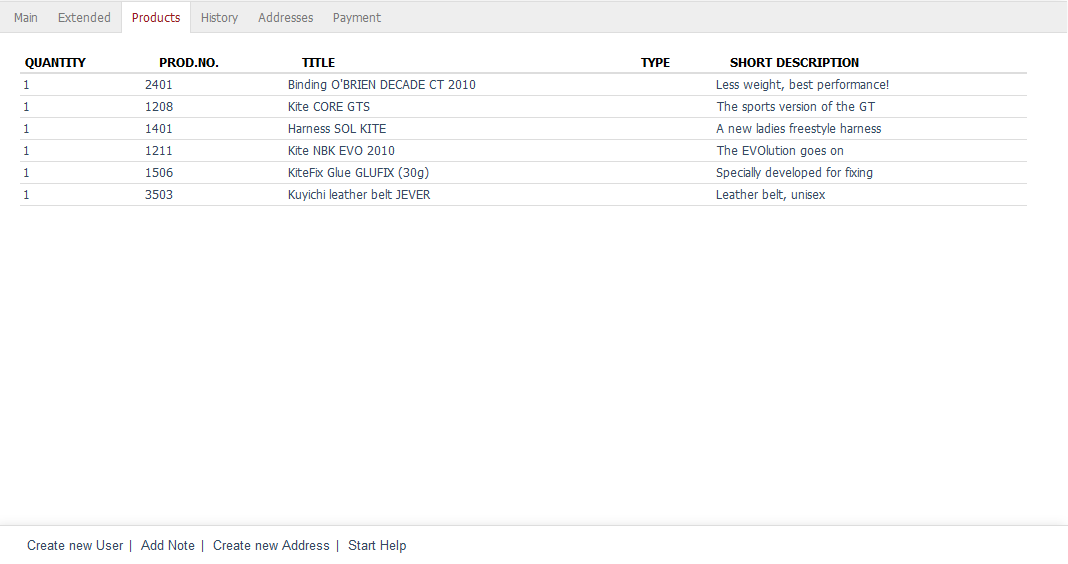 Main Extended Products History Addresses Payment
QUANTITY PROD.NO. TITLE TYPE SHORT DESCRIPTION
1 2401 Binding O'BRIEN DECADE CT 2010 Less weight, best performance!
1 1208 Kite CORE GTS The sports version of the GT
1 1401 Harness SOL KITE A new ladies freestyle harness
1 1211 Kite NBK EVO 2010 The EVOlution goes on
1 1506 KiteFix Glue GLUFIX (30g) Specially developed for fixing
1 3503 Kuyichi leather belt JEVER Leather belt, unisex
Create new User | Add Note | Create new Address | Start Help